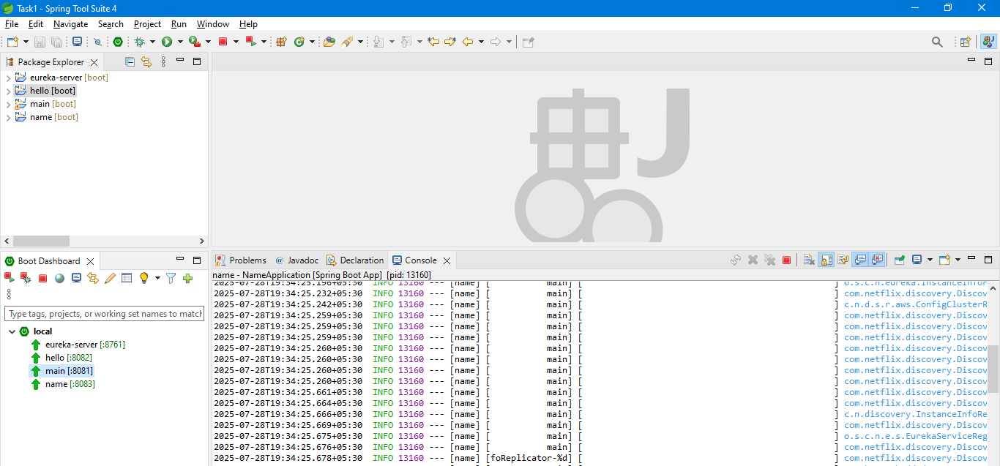 Task1 - Spring Tool Suite 4
File Edit Navigate Search Project Run Window Help
Package Explorer
eureka-server [boot]
hello [boot]
main [boot]
name [boot]
Boot Dashboard
Type tags, projects, or working set names to match
local
eureka-server [:8761]
hello [:8082]
main [:8081]
name [:8083]
Problems @ Javadoc Declaration Console
name - NameApplication [Spring Boot App] [pid: 13160]
2025-07-28T19:34:25.196+05:30 INFO 13160 --- [name] [ main] [ ] o.s.c.n.eureka.InstanceInfoF
2025-07-28T19:34:25.232+05:30 INFO 13160 --- [name] [ main] [ ] com.netflix.discovery.Discov
2025-07-28T19:34:25.242+05:30 INFO 13160 --- [name] [ main] [ ] c.n.d.s.r.aws.ConfigClusterR
2025-07-28T19:34:25.259+05:30 INFO 13160 --- [name] [ main] [ ] com.netflix.discovery.Discov
2025-07-28T19:34:25.259+05:30 INFO 13160 --- [name] [ main] [ ] com.netflix.discovery.Discov
2025-07-28T19:34:25.259+05:30 INFO 13160 --- [name] [ main] [ ] com.netflix.discovery.Discov
2025-07-28T19:34:25.260+05:30 INFO 13160 --- [name] [ main] [ ] com.netflix.discovery.Discov
2025-07-28T19:34:25.260+05:30 INFO 13160 --- [name] [ main] [ ] com.netflix.discovery.Discov
2025-07-28T19:34:25.260+05:30 INFO 13160 --- [name] [ main] [ ] com.netflix.discovery.Discov
2025-07-28T19:34:25.260+05:30 INFO 13160 --- [name] [ main] [ ] com.netflix.discovery.Discov
2025-07-28T19:34:25.661+05:30 INFO 13160 --- [name] [ main] [ ] com.netflix.discovery.Discov
2025-07-28T19:34:25.664+05:30 INFO 13160 --- [name] [ main] [ ] com.netflix.discovery.Discov
2025-07-28T19:34:25.666+05:30 INFO 13160 --- [name] [ main] [ ] c.n.discovery.InstanceInfoRe
2025-07-28T19:34:25.669+05:30 INFO 13160 --- [name] [ main] [ ] com.netflix.discovery.Discov
2025-07-28T19:34:25.675+05:30 INFO 13160 --- [name] [ main] [ ] o.s.c.n.e.s.EurekaServiceReg
2025-07-28T19:34:25.676+05:30 INFO 13160 --- [name] [ main] [ ] com.netflix.discovery.Discov
2025-07-28T19:34:25.678+05:30 INFO 13160 --- [name] [foReplicator-%d] [ ] com.netflix.discovery.Discov